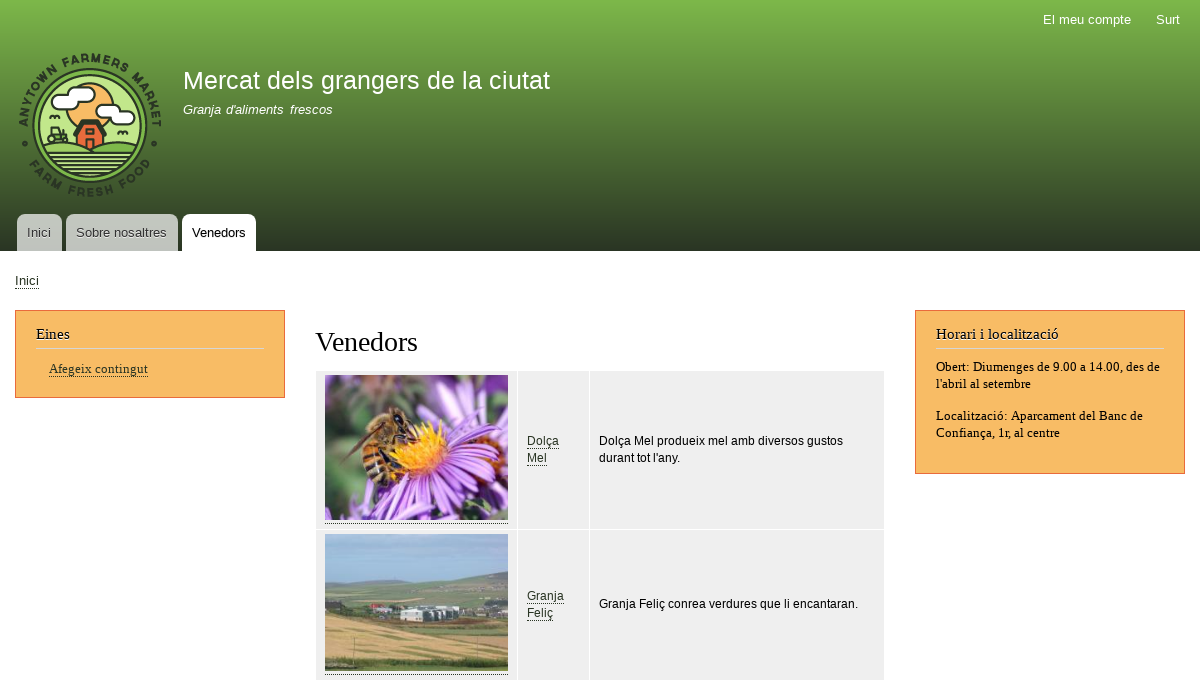 El meu compte
Surt
ANYTOWN FARMERS MARKET
FARM FRESH FOOD
Mercat dels grangers de la ciutat
Granja d'aliments frescos
Inici
Sobre nosaltres
Venedors
Inici
Eines
Afegeix contingut
Venedors
Dolça
Mel
Dolça Mel produeix mel amb diversos gustos
durant tot l'any.
Granja
Feliç
Granja Feliç conrea verdures que li encantaran.
Horari i localització
Obert: Diumenges de 9.00 a 14.00, des de
l'abril al setembre
Localització: Aparcament del Banc de
Confiança, 1r, al centre